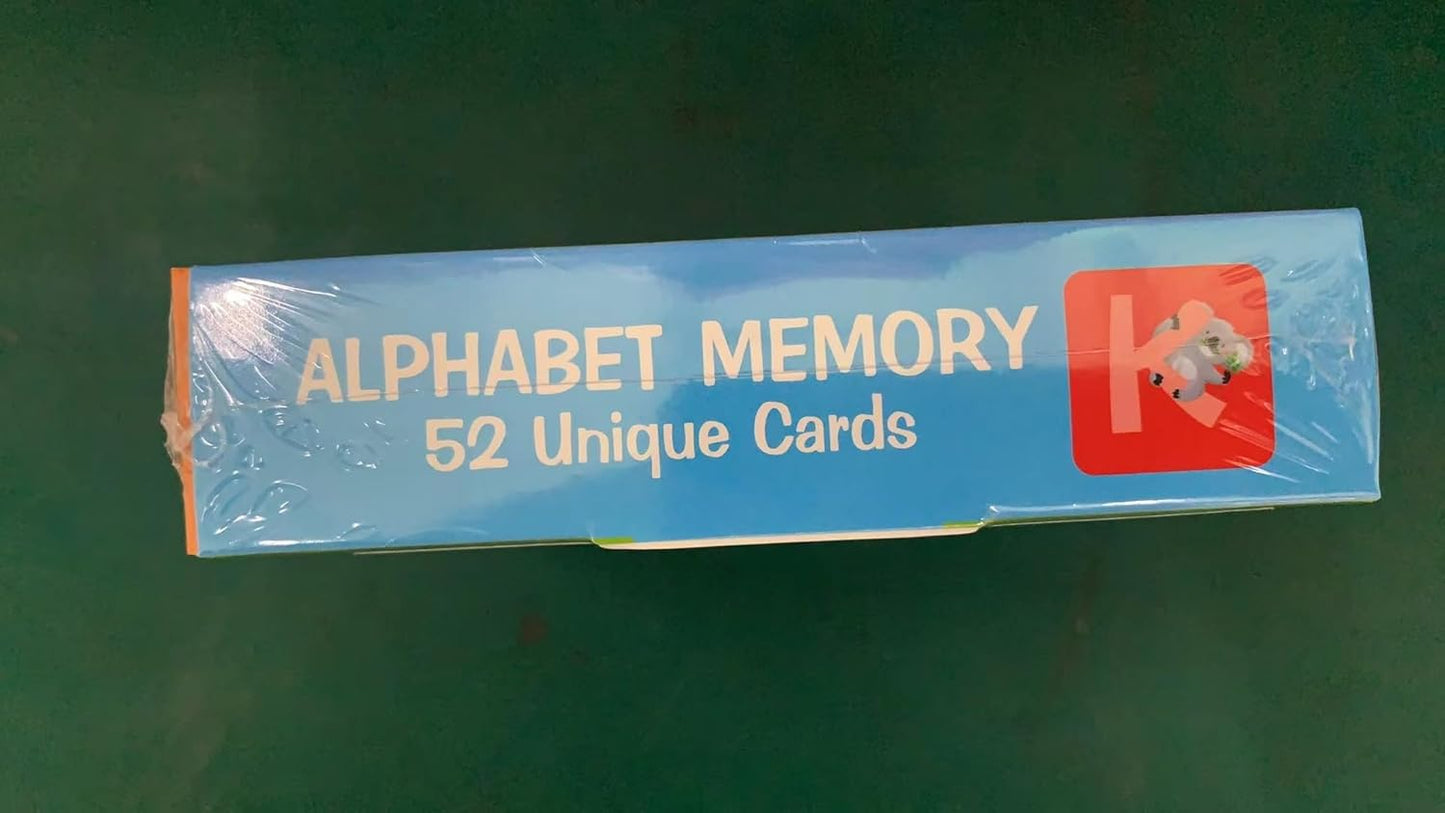 ALPHABET MEMORY
52 Unique Cards
K